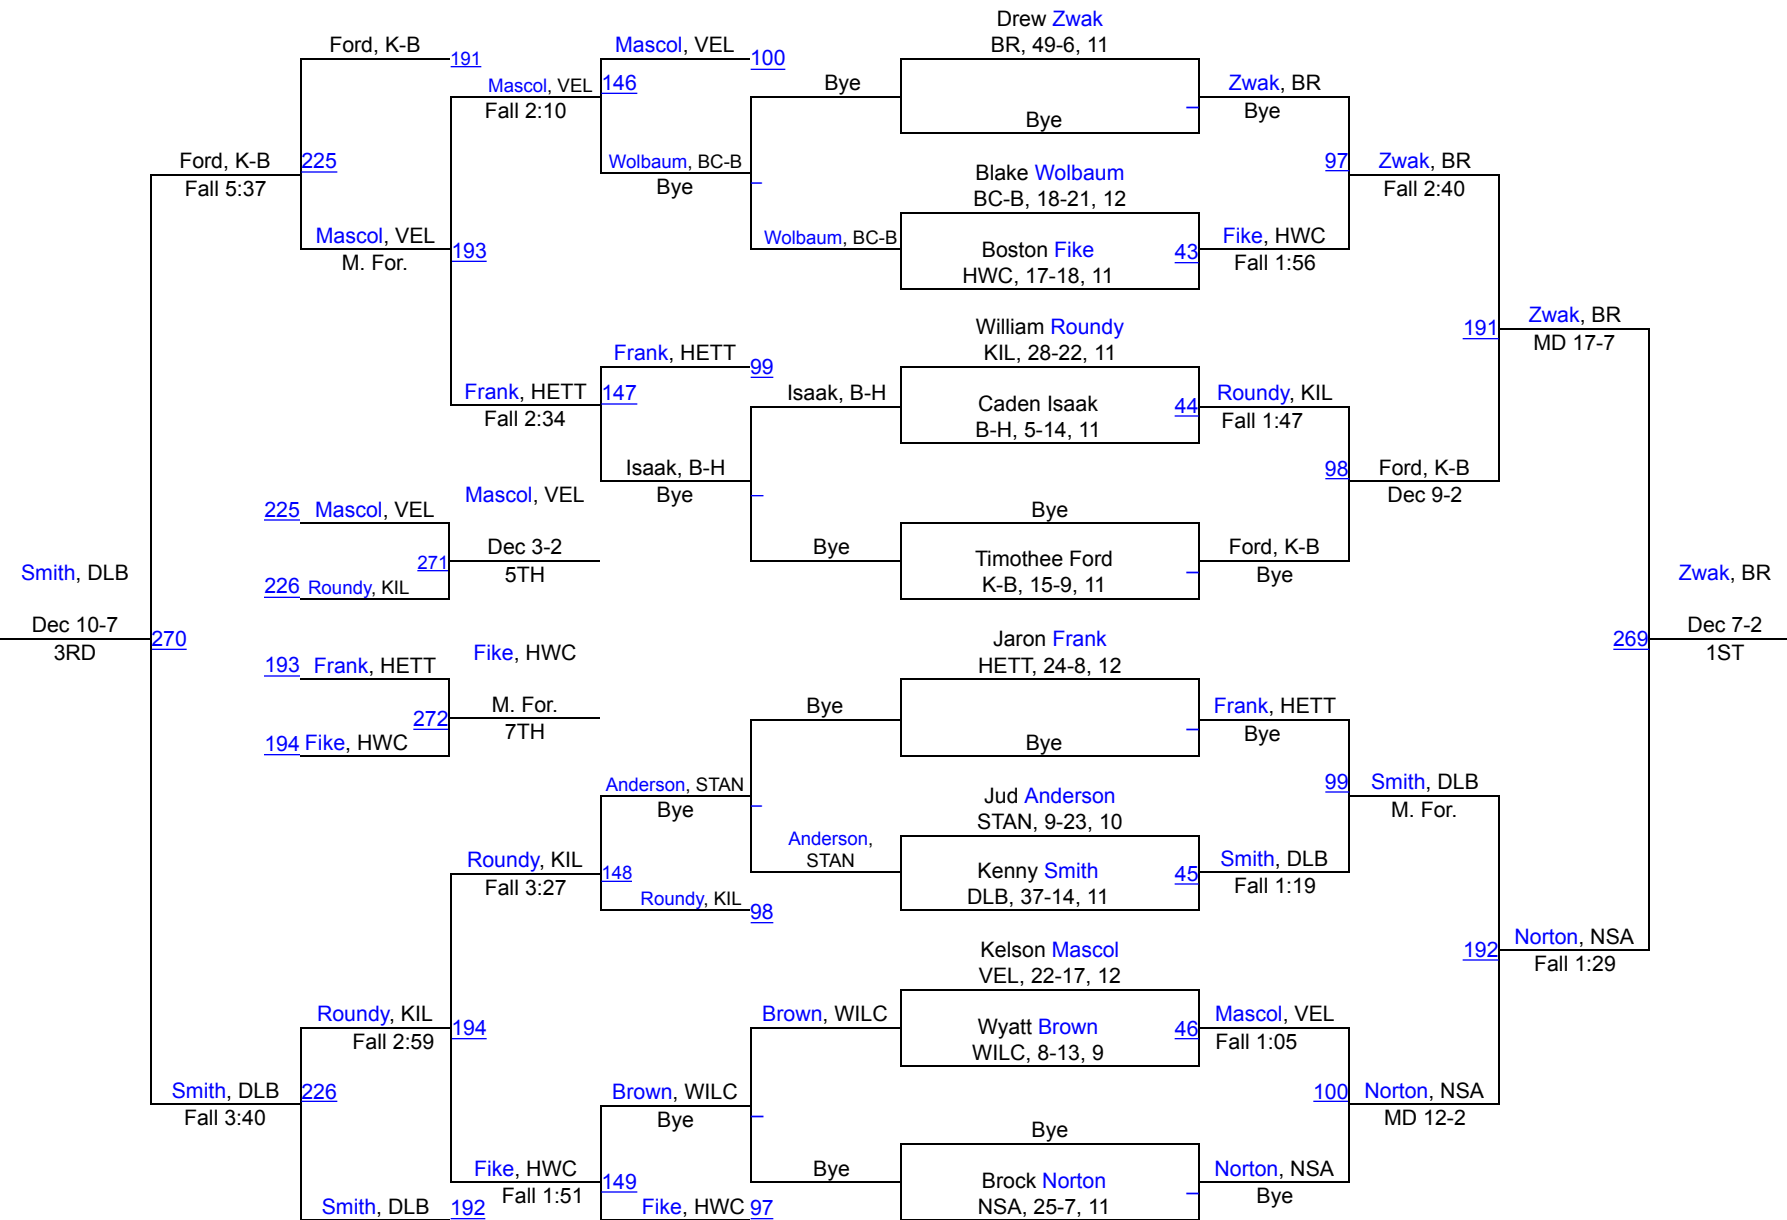 Drew Zwak
BR, 49-6, 11
Bye
Blake Wolbaum
BC-B, 18-21, 12
Boston Fike
HWC, 17-18, 11
43
William Roundy
KIL, 28-22, 11
Caden Isaak
B-H, 5-14, 11
44
Bye
Timothee Ford
K-B, 15-9, 11
Jaron Frank
HETT, 24-8, 12
Bye
Jud Anderson
STAN, 9-23, 10
Kenny Smith
DLB, 37-14, 11
45
Kelson Mascol
VEL, 22-17, 12
Wyatt Brown
WILC, 8-13, 9
46
Bye
Brock Norton
NSA, 25-7, 11
Zwak, BR
Bye
97
Fike, HWC
Fall 1:56
Roundy, KIL
Fall 1:47
98
Ford, K-B
Bye
Frank, HETT
Bye
99
Smith, DLB
Fall 1:19
Mascol, VEL
Fall 1:05
100
Norton, NSA
Bye
Zwak, BR
Fall 2:40
191
Ford, K-B
Dec 9-2
Smith, DLB
M. For.
192
Norton, NSA
MD 12-2
Zwak, BR
MD 17-7
269
Norton, NSA
Fall 1:29
Zwak, BR
Dec 7-2
1ST
Bye
Wolbaum, BC-B
Isaak, B-H
Bye
Bye
Anderson,
STAN
Brown, WILC
Bye
Mascol, VEL
100
146
Wolbaum, BC-B
Bye
Frank, HETT
99
147
Isaak, B-H
Bye
Anderson, STAN
Bye
148
Roundy, KIL
98
Brown, WILC
Bye
149
Fike, HWC
97
Mascol, VEL
Fall 2:10
193
Frank, HETT
Fall 2:34
Roundy, KIL
Fall 3:27
194
Fike, HWC
Fall 1:51
Ford, K-B
191
225
Mascol, VEL
M. For.
Roundy, KIL
Fall 2:59
226
Smith, DLB
192
Ford, K-B
Fall 5:37
270
Smith, DLB
Fall 3:40
Smith, DLB
Dec 10-7
3RD
225 Mascol, VEL
271
226 Roundy, KIL
Mascol, VEL
Dec 3-2
5TH
193 Frank, HETT
272
194 Fike, HWC
Fike, HWC
M. For.
7TH